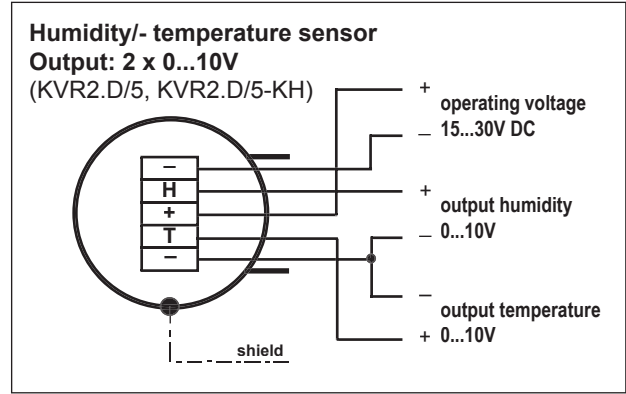 Humidity/- temperature sensor
Output: 2 x 0...10V
(KVR2.D/5, KVR2.D/5-KH)
+
operating voltage
– 15...30V DC
–
H
+
T
–
+
output humidity
– 0...10V
–
output temperature
+ 0...10V
shield